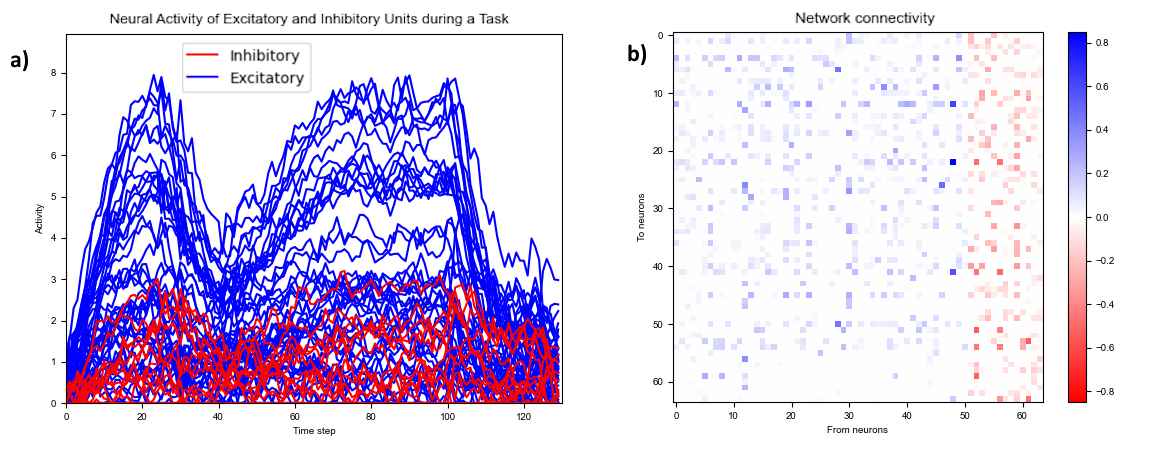 Neural Activity of Excitatory and Inhibitory Units during a Task
a)
Inhibitory
Excitatory
8
7
6
5
4
3
2
1
0
Activity
0 20 40 60 80 100 120
Time step
Network connectivity
b)
0
10
20
30
40
50
60
To neurons
0 10 20 30 40 50 60
From neurons
0.8
0.6
0.4
0.2
0.0
−0.2
−0.4
−0.6
−0.8